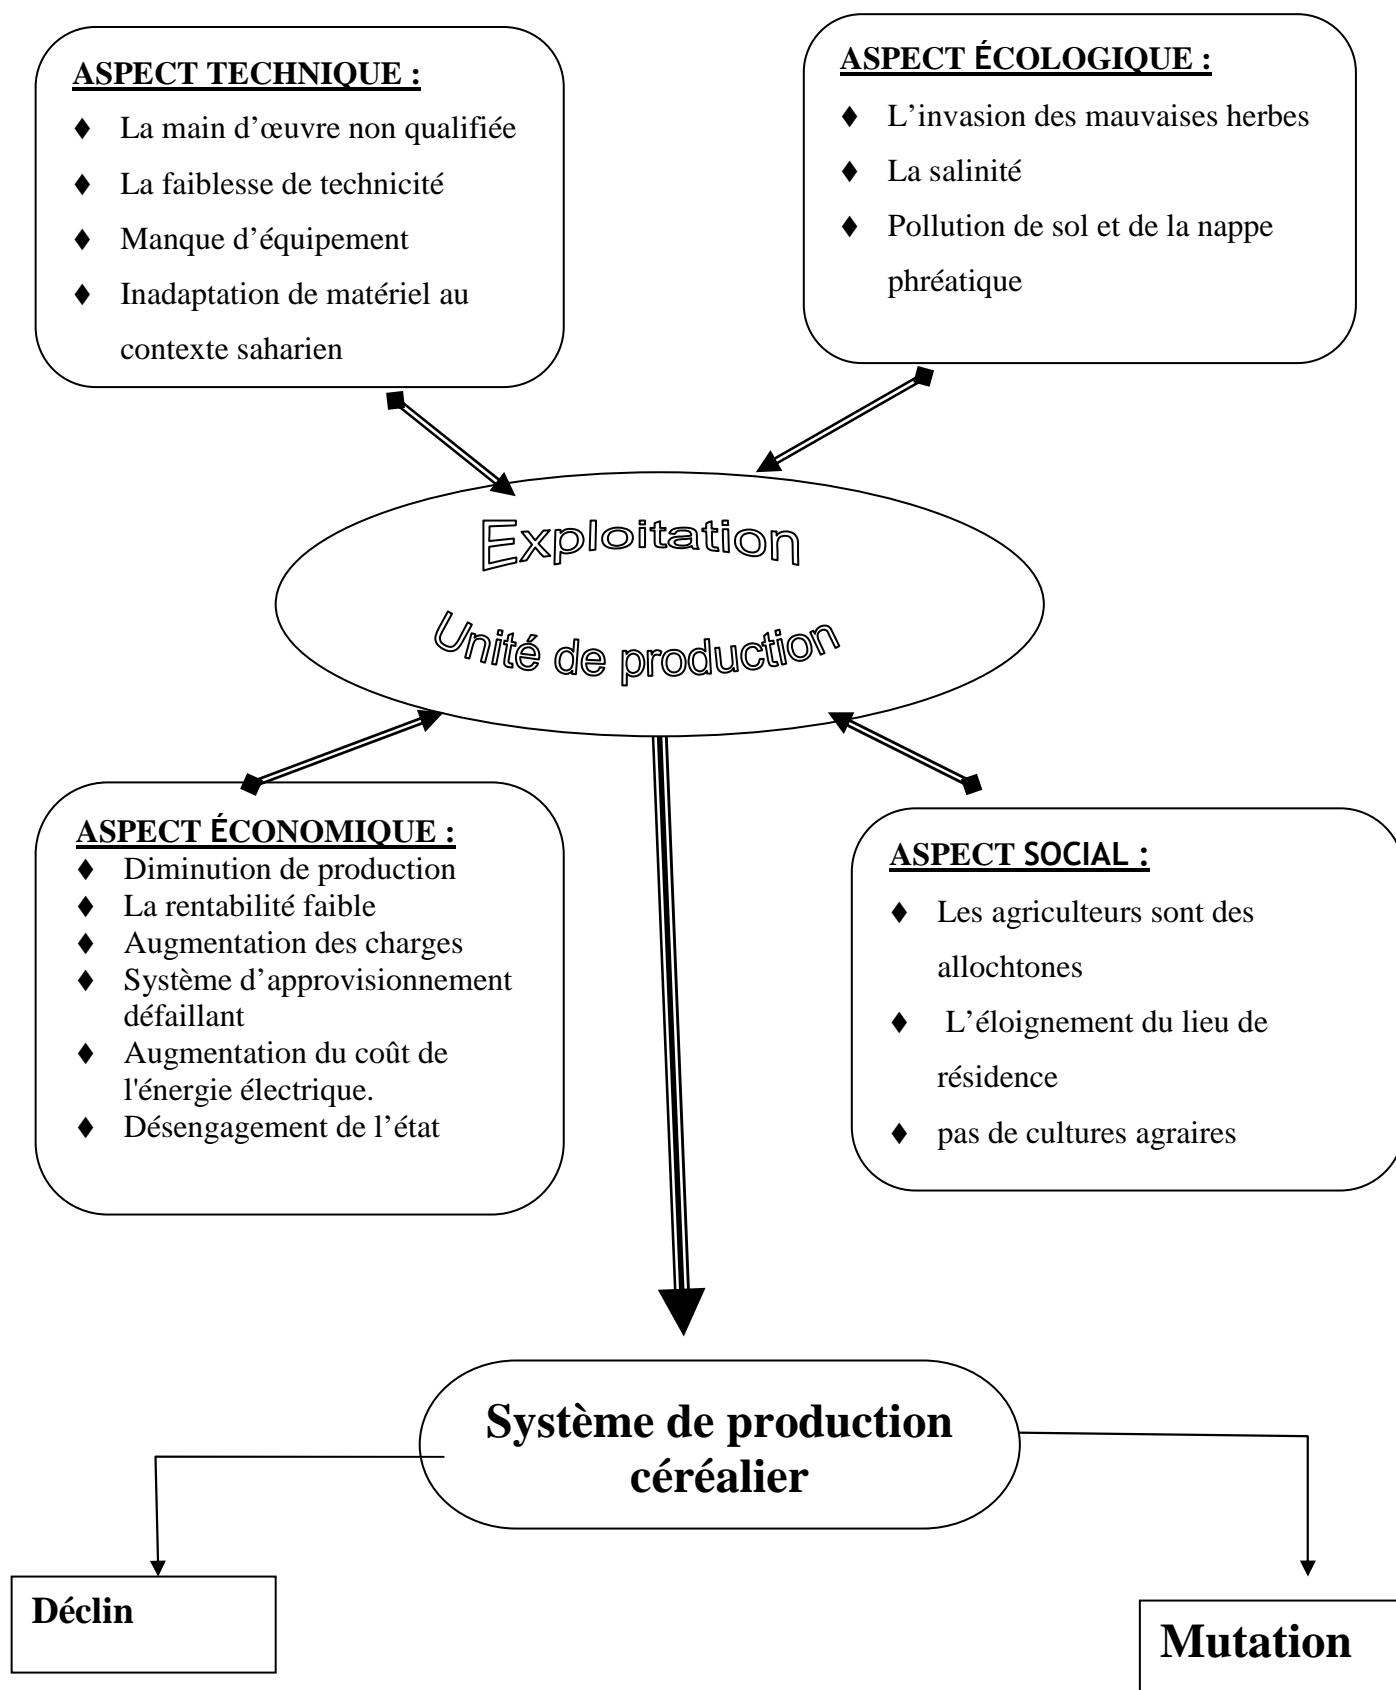 ASPECT TECHNIQUE :
♦ La main d’œuvre non qualifiée
♦ La faiblesse de technicité
♦ Manque d’équipement
♦ Inadaptation de matériel au
contexte saharien
ASPECT ÉCOLOGIQUE :
♦ L’invasion des mauvaises herbes
♦ La salinité
♦ Pollution de sol et de la nappe
phréatique
Exploitation
Unité de production
ASPECT ÉCONOMIQUE :
♦ Diminution de production
♦ La rentabilité faible
♦ Augmentation des charges
♦ Système d’approvisionnement
défaillant
♦ Augmentation du coût de
l'énergie électrique.
♦ Désengagement de l’état
ASPECT SOCIAL :
♦ Les agriculteurs sont des
allochtones
♦ L’éloignement du lieu de
résidence
♦ pas de cultures agraires
Système de production
céréalier
Déclin
Mutation